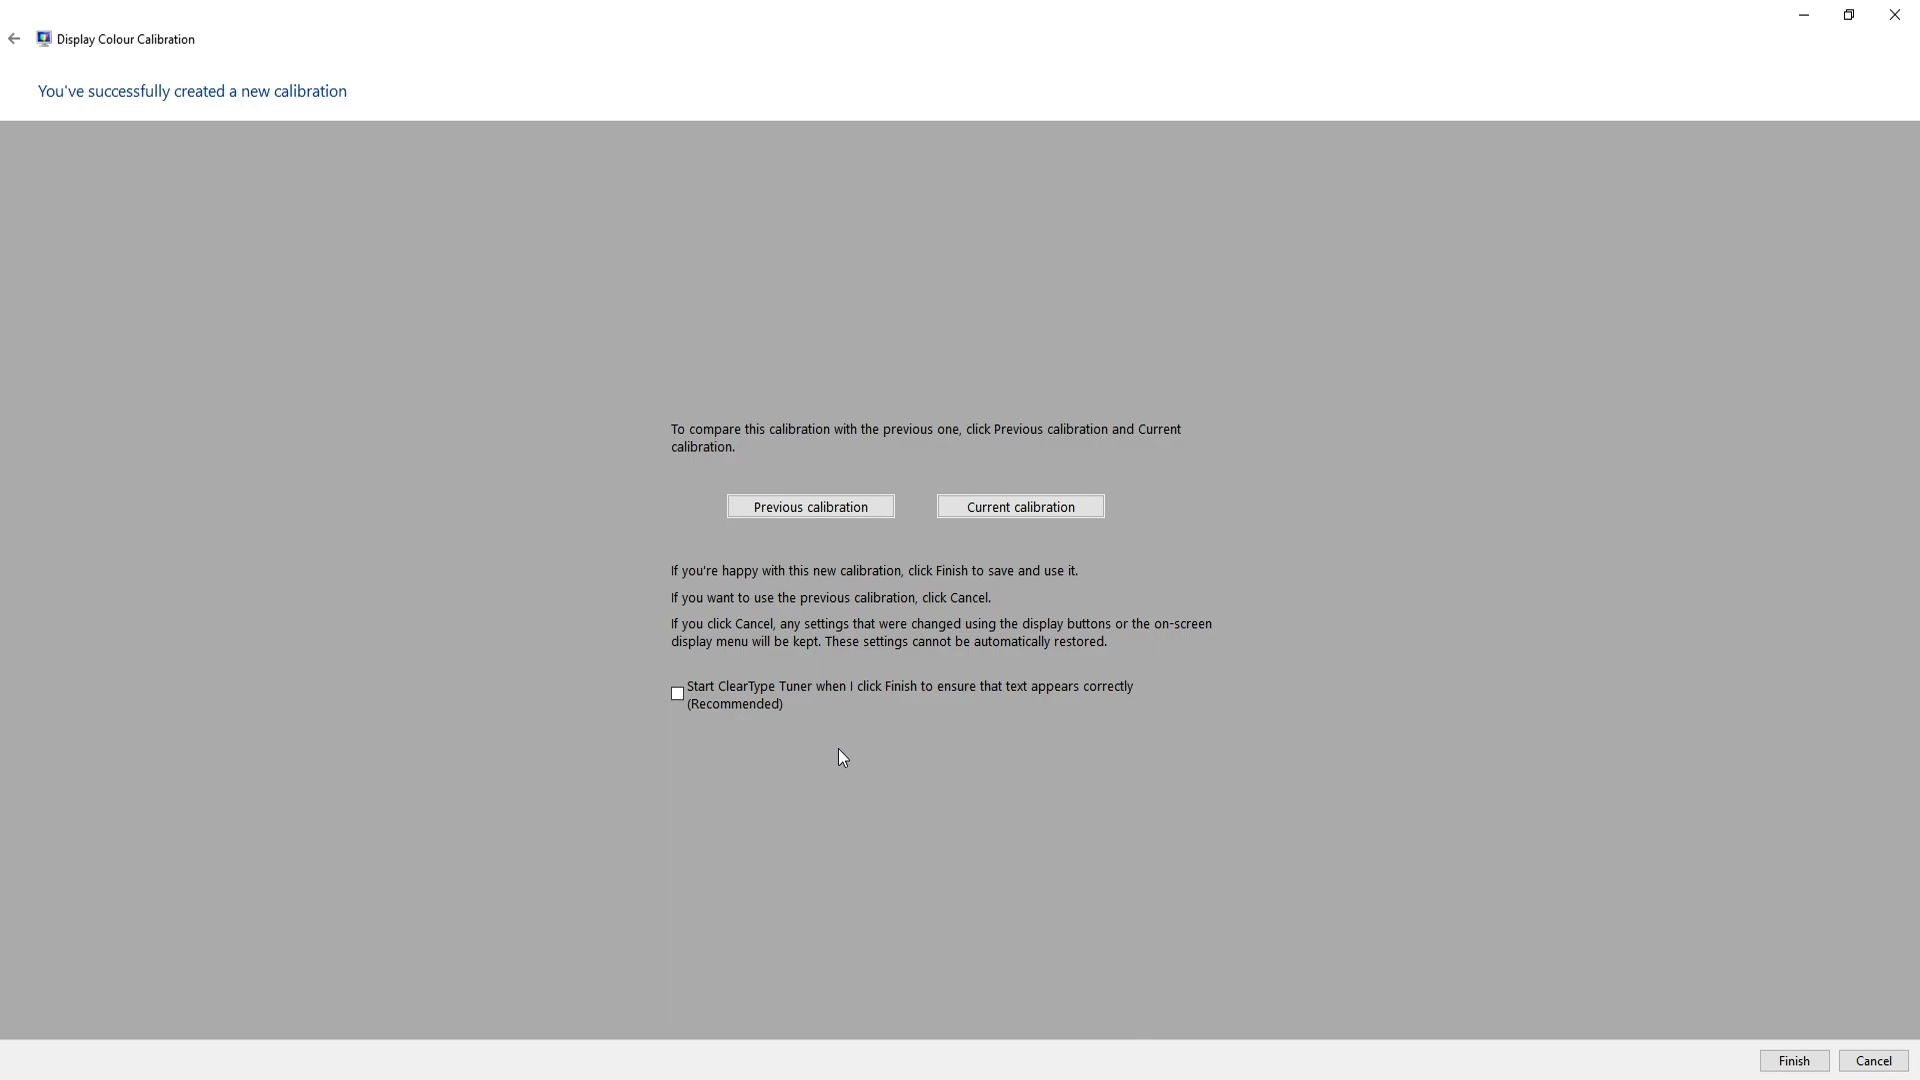 Display Colour Calibration
You've successfully created a new calibration
To compare this calibration with the previous one, click Previous calibration and Current
calibration.
Previous calibration
Current calibration
If you're happy with this new calibration, click Finish to save and use it.
If you want to use the previous calibration, click Cancel.
If you click Cancel, any settings that were changed using the display buttons or the on-screen
display menu will be kept. These settings cannot be automatically restored.
Start ClearType Tuner when I click Finish to ensure that text appears correctly
(Recommended)
Finish
Cancel